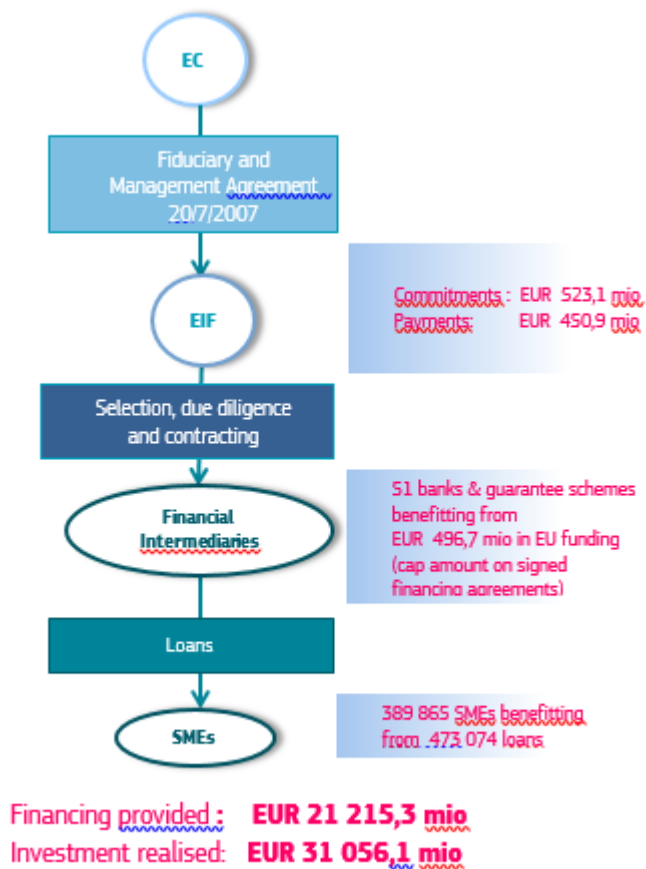 EC
Fiduciary and
Management Agreement
20/7/2007
EIF
Commitments : EUR 523,1 mio
Payments: EUR 450,9 mio
Selection, due diligence
and contracting
Financial
Intermediaries
51 banks & guarantee schemes
benefitting from
EUR 496,7 mio in EU funding
(cap amount on signed
financing agreements)
Loans
SMEs
389 865 SMEs benefitting
from 473 074 loans
Financing provided : EUR 21 215,3 mio
Investment realised: EUR 31 056,1 mio